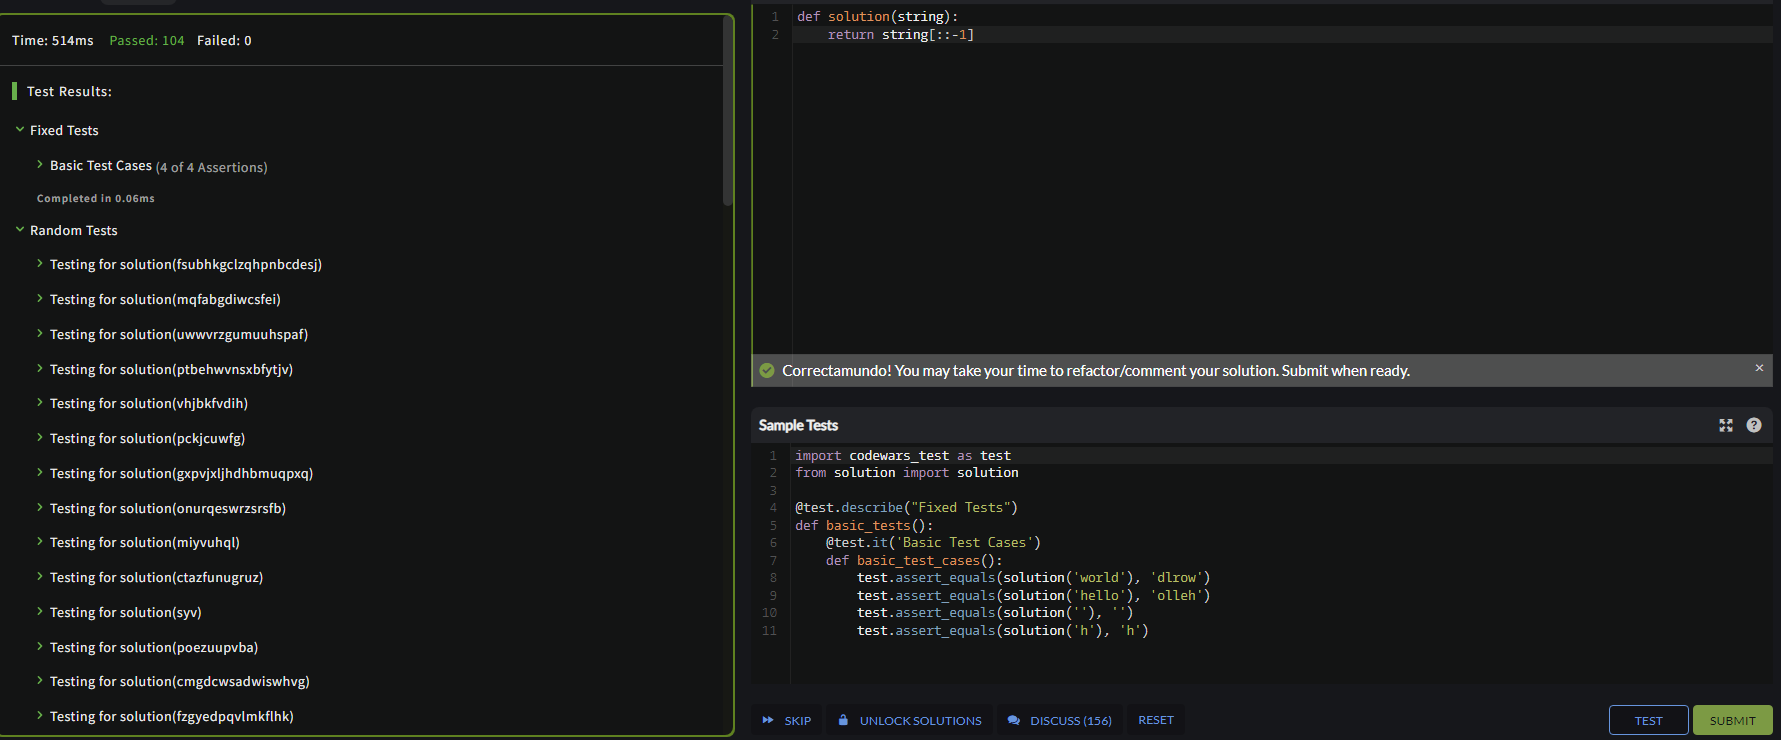 Time: 514ms Passed: 104 Failed: 0
Test Results:
Fixed Tests
Basic Test Cases (4 of 4 Assertions)
Completed in 0.06ms
Random Tests
Testing for solution(fsubhkgclzqhpnbcdesj)
Testing for solution(mqfabgdiwcsfei)
Testing for solution(uwwvrzgumuuhspaf)
Testing for solution(ptbehwvnsxbfytjv)
Testing for solution(vhjbkfvdih)
Testing for solution(pckjcuwfg)
Testing for solution(gxpvjxljhdhbmuqpxq)
Testing for solution(onurqeswrzsrsfb)
Testing for solution(miyvuhql)
Testing for solution(ctazfunugruz)
Testing for solution(syv)
Testing for solution(poezuupvba)
Testing for solution(cmgdcwsadwiswhvg)
Testing for solution(fzgyedpqvlmkflhk)
1 def solution(string):
2     return string[::-1]
Correctamundo! You may take your time to refactor/comment your solution. Submit when ready. ×
Sample Tests ?
1 import codewars_test as test
2 from solution import solution
3
4 @test.describe("Fixed Tests")
5 def basic_tests():
6     @test.it('Basic Test Cases')
7     def basic_test_cases():
8         test.assert_equals(solution('world'), 'dlrow')
9         test.assert_equals(solution('hello'), 'olleh')
10         test.assert_equals(solution(''), '')
11         test.assert_equals(solution('h'), 'h')
SKIP UNLOCK SOLUTIONS DISCUSS (156) RESET TEST SUBMIT